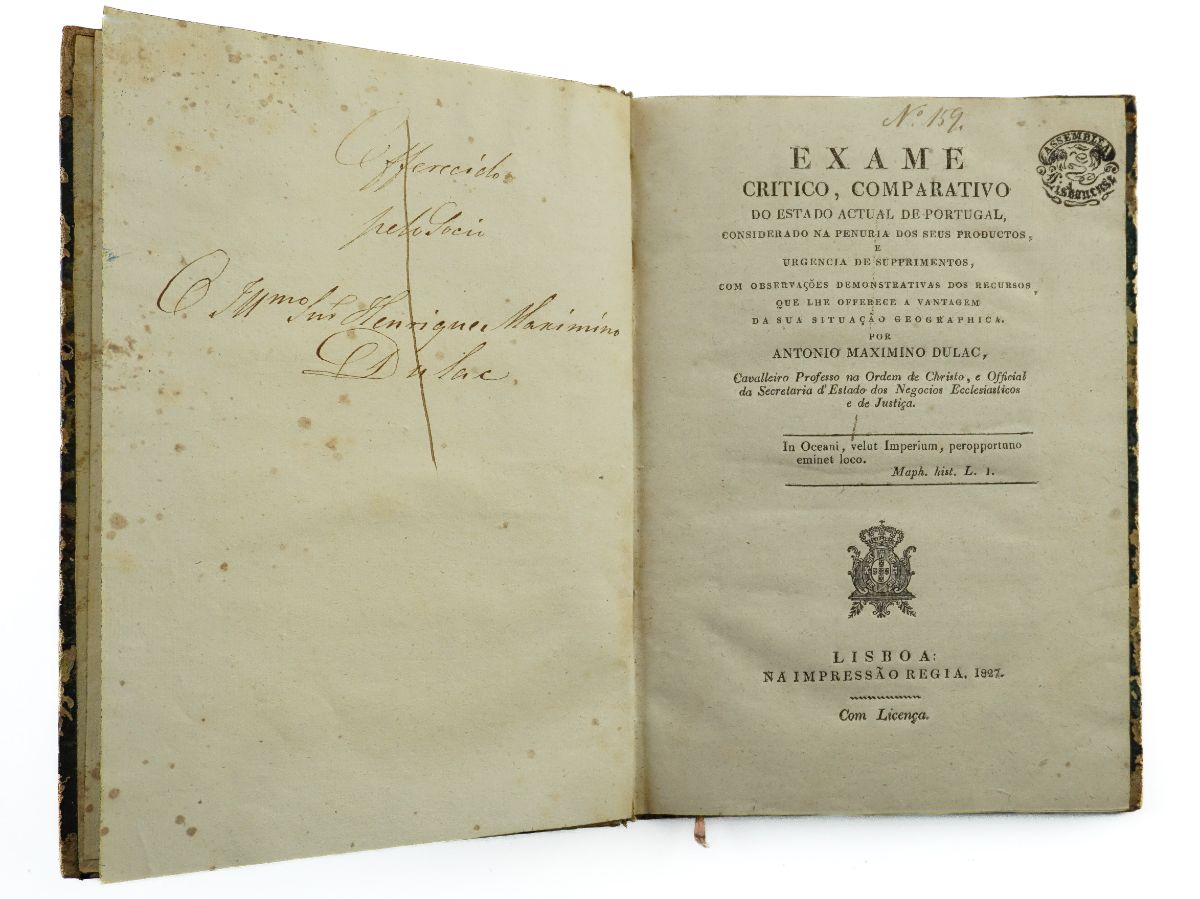 Offerecido
pelo Socio
O Illmo Snr Henrique Maximino
Dulac
Nº 159.
ASSEMBLEA
Lisbonense
EXAME
CRITICO, COMPARATIVO
DO ESTADO ACTUAL DE PORTUGAL,
CONSIDERADO NA PENURIA DOS SEUS PRODUCTOS,
E
URGENCIA DE SUPPRIMENTOS,
COM OBSERVAÇÕES DEMONSTRATIVAS DOS RECURSOS,
QUE LHE OFFERECE A VANTAGEM
DA SUA SITUAÇÃO GEOGRAPHICA.
POR
ANTONIO MAXIMINO DULAC,
Cavalleiro Professo na Ordem de Christo, e Official
da Secretaria d'Estado dos Negocios Ecclesiasticos
e de Justiça.
In Oceani, velut Imperium, peropportuno
eminet loco.
Maph. hist. L. 1.
LISBOA:
NA IMPRESSÃO REGIA. 1827.
Com Licença.